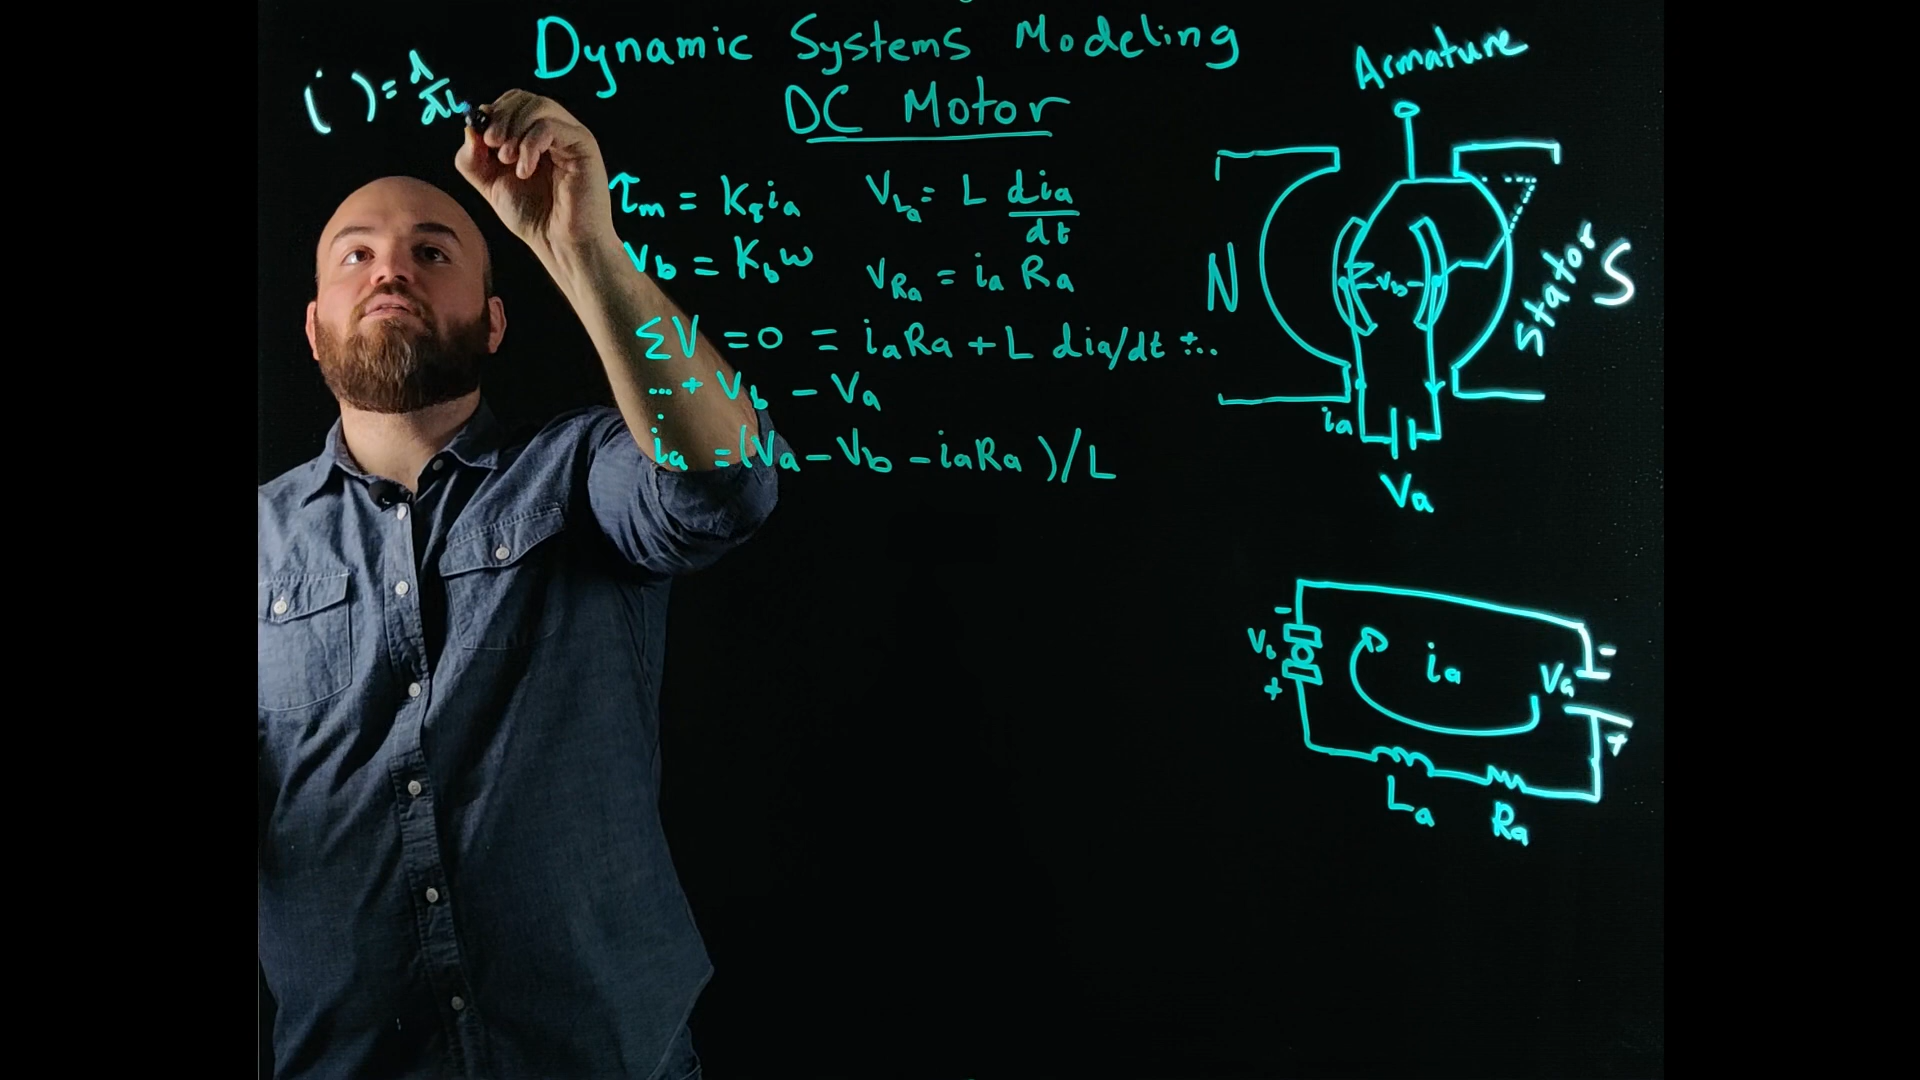 Dynamic Systems Modeling
DC Motor
(˙) = d/dt
τm = Kτ ia
V_La = L dia/dt
Vb = Kb ω
VRa = ia Ra
ΣV = 0 = iaRa + L dia/dt +...
...+ Vb - Va
i̇a = (Va - Vb - iaRa)/L
Armature
N
Vb
Stator
S
ia
Va
-
Vb
+
ia
Va
-
+
La
Ra